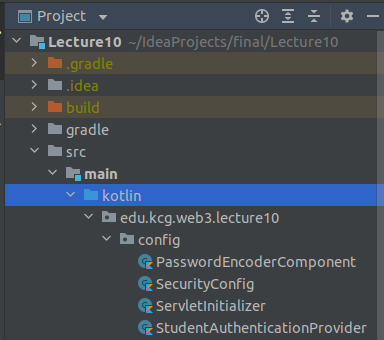 Project
Lecture10 ~/IdeaProjects/final/Lecture10
.gradle
.idea
build
gradle
src
main
kotlin
edu.kcg.web3.lecture10
config
PasswordEncoderComponent
SecurityConfig
ServletInitializer
StudentAuthenticationProvider